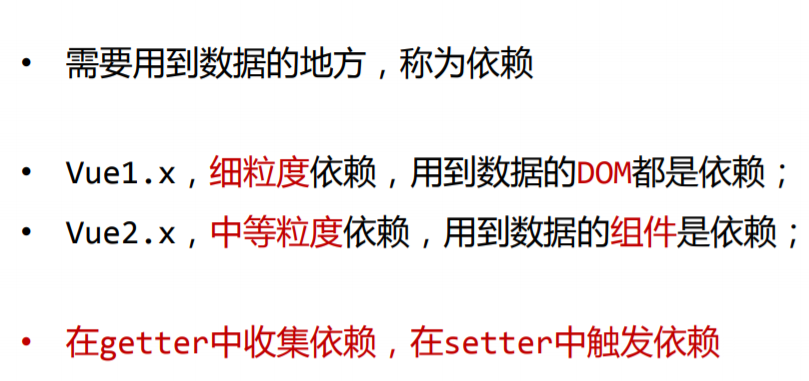 • 需要用到数据的地方，称为依赖
• Vue1.x，细粒度依赖，用到数据的DOM都是依赖；
• Vue2.x，中等粒度依赖，用到数据的组件是依赖；
• 在getter中收集依赖，在setter中触发依赖